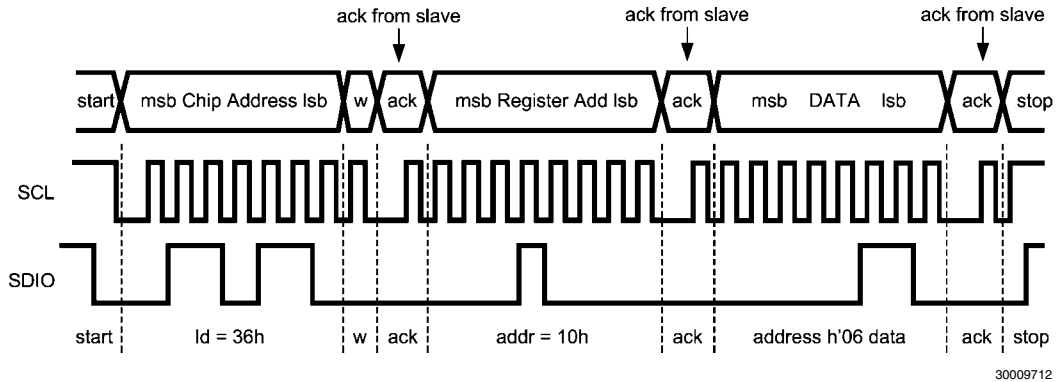 ack from slave ack from slave ack from slave
start msb Chip Address lsb w ack msb Register Add lsb ack msb DATA lsb ack stop
SCL
SDIO
start Id = 36h w ack addr = 10h ack address h'06 data ack stop
30009712